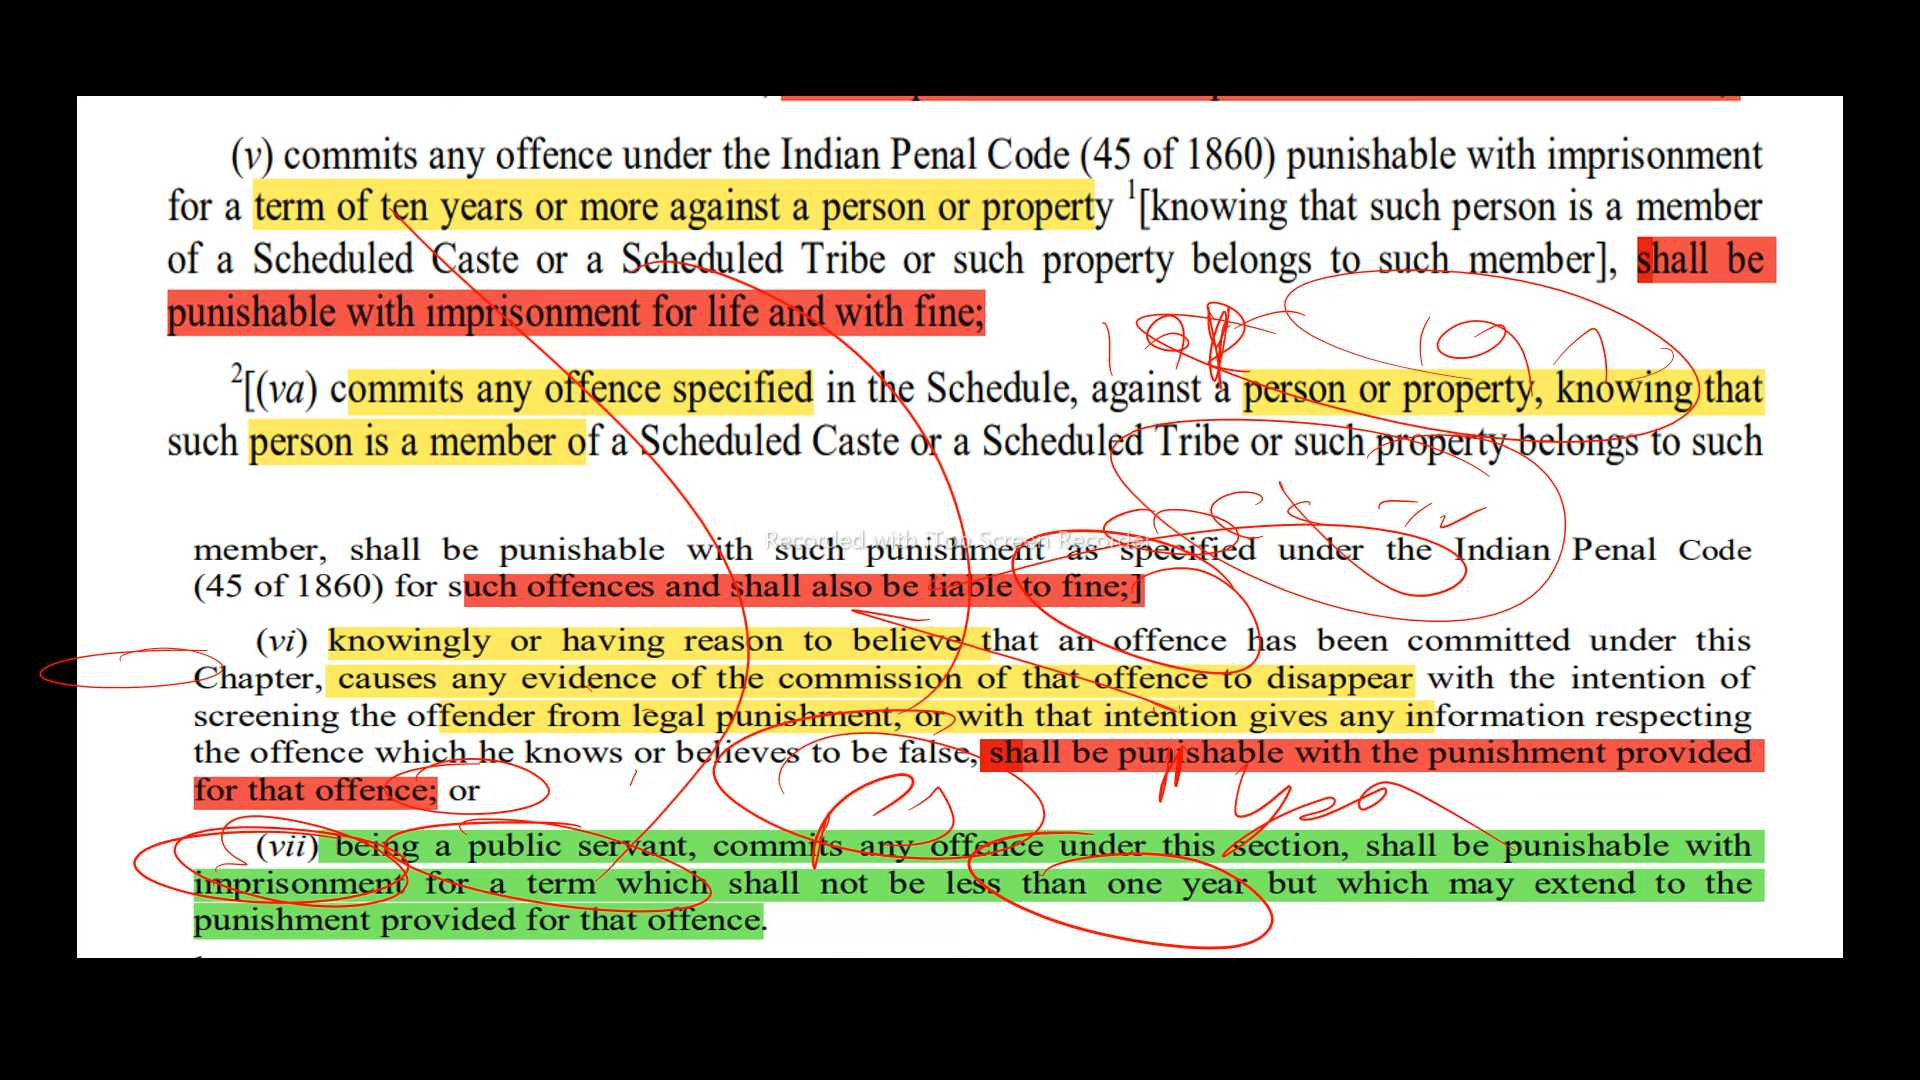 (v) commits any offence under the Indian Penal Code (45 of 1860) punishable with imprisonment
for a term of ten years or more against a person or property 1[knowing that such person is a member
of a Scheduled Caste or a Scheduled Tribe or such property belongs to such member], shall be
punishable with imprisonment for life and with fine;
2[(va) commits any offence specified in the Schedule, against a person or property, knowing that
such person is a member of a Scheduled Caste or a Scheduled Tribe or such property belongs to such
Recorded with iTop Screen Recorder
member, shall be punishable with such punishment as specified under the Indian Penal Code
(45 of 1860) for such offences and shall also be liable to fine;]
(vi) knowingly or having reason to believe that an offence has been committed under this
Chapter, causes any evidence of the commission of that offence to disappear with the intention of
screening the offender from legal punishment, or with that intention gives any information respecting
the offence which he knows or believes to be false, shall be punishable with the punishment provided
for that offence; or
(vii) being a public servant, commits any offence under this section, shall be punishable with
imprisonment for a term which shall not be less than one year but which may extend to the
punishment provided for that offence.